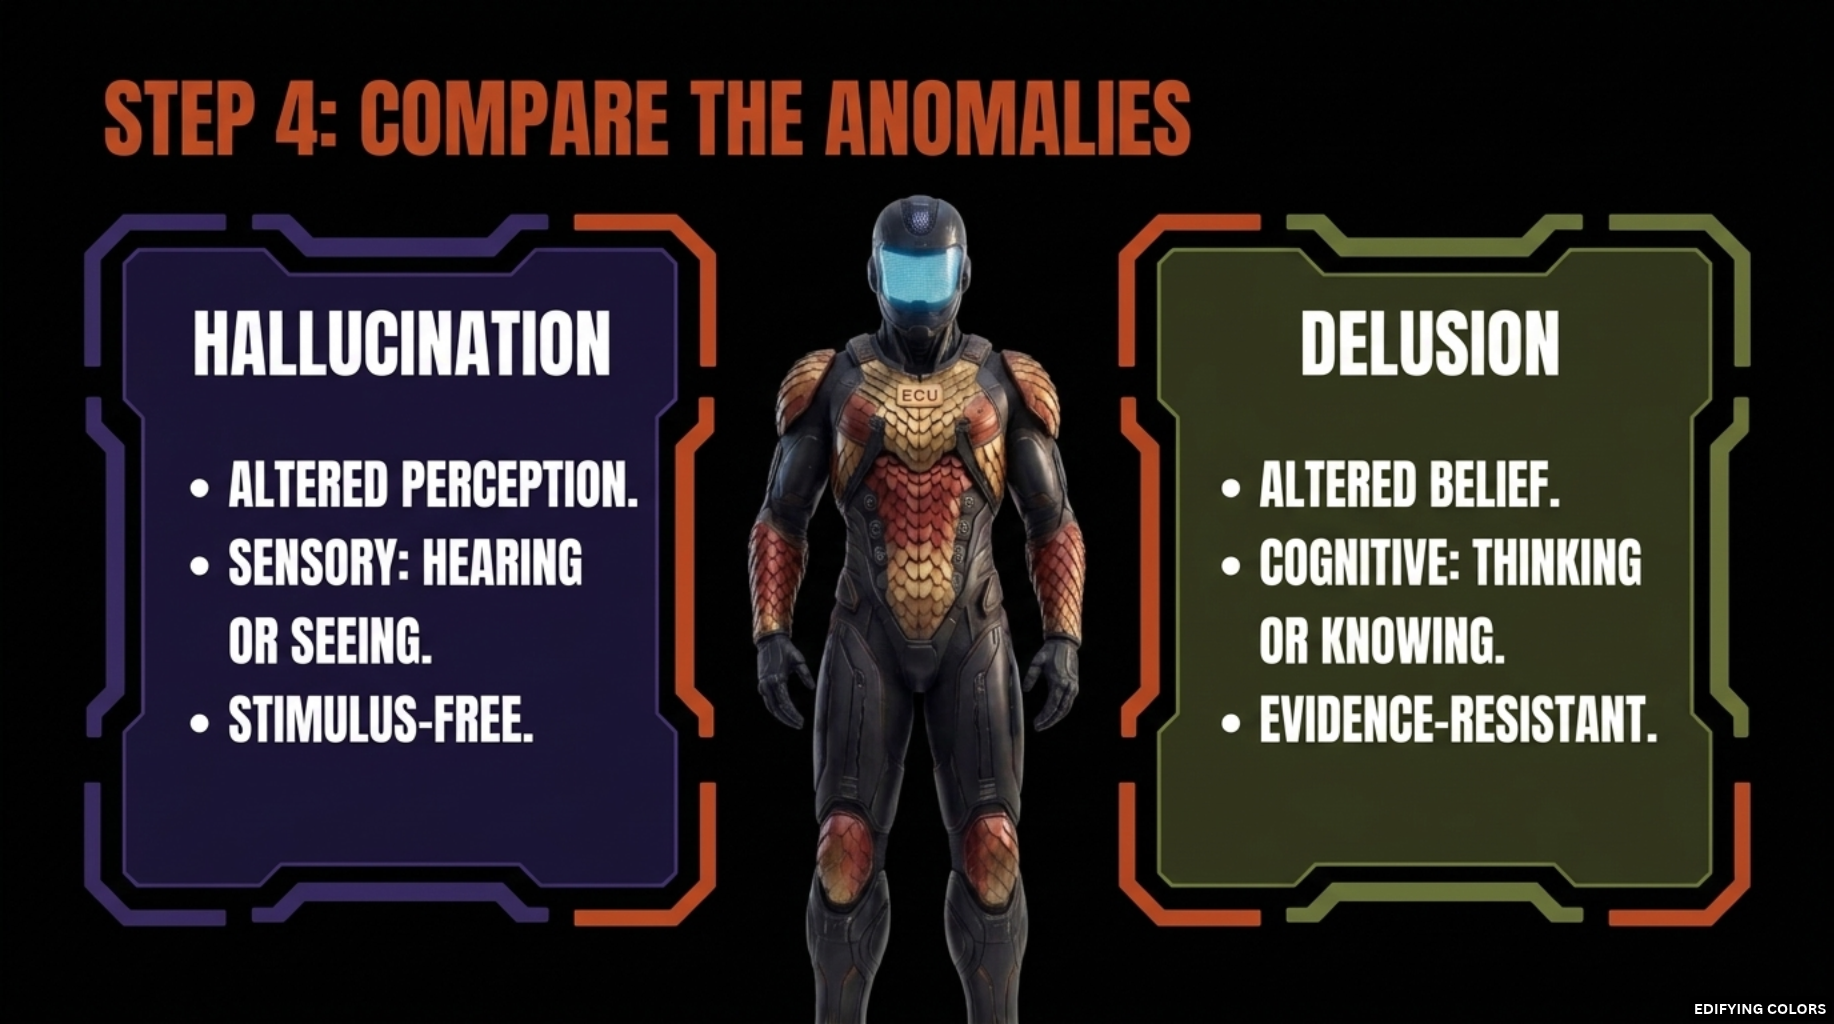 STEP 4: COMPARE THE ANOMALIES
HALLUCINATION
• ALTERED PERCEPTION.
• SENSORY: HEARING
OR SEEING.
• STIMULUS-FREE.
ECU
DELUSION
• ALTERED BELIEF.
• COGNITIVE: THINKING
OR KNOWING.
• EVIDENCE-RESISTANT.
EDIFYING COLORS